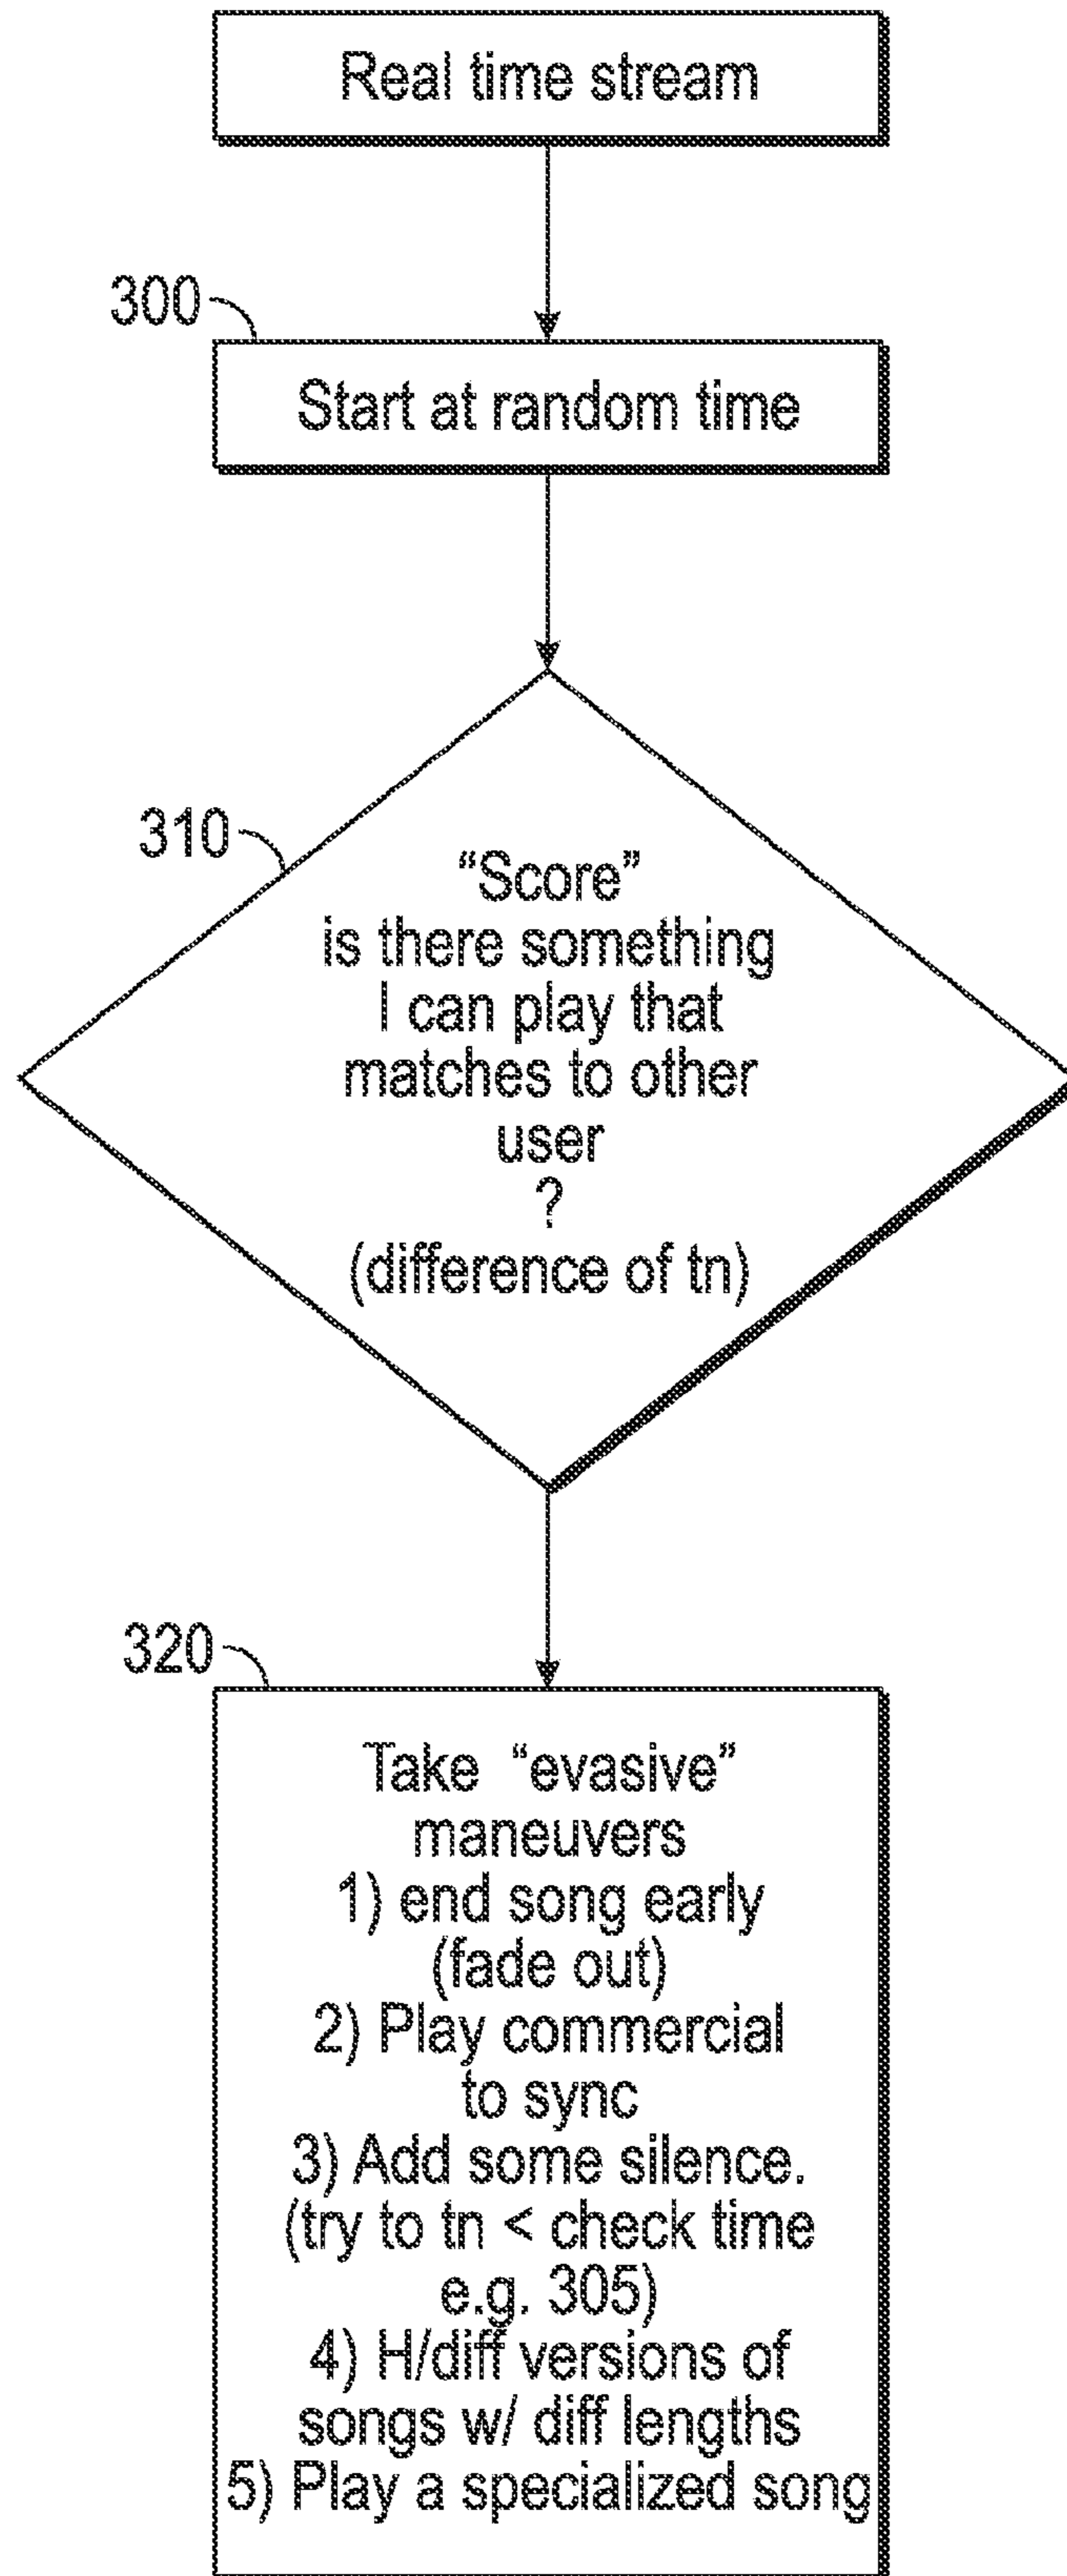 Real time stream
300
Start at random time
310
“Score”
is there something
I can play that
matches to other
user
?
(difference of tn)
320
Take “evasive”
maneuvers
1) end song early
(fade out)
2) Play commercial
to sync
3) Add some silence.
(try to tn < check time
e.g. 305)
4) H/diff versions of
songs w/ diff lengths
5) Play a specialized song